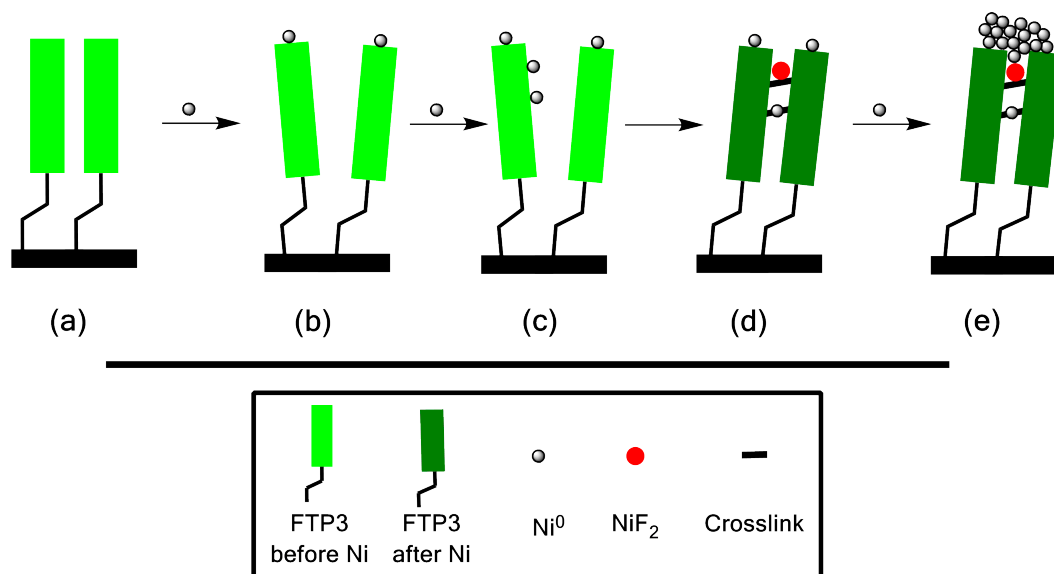 (a) (b) (c) (d) (e)
FTP3 FTP3 Ni⁰ NiF₂ Crosslink
before Ni after Ni